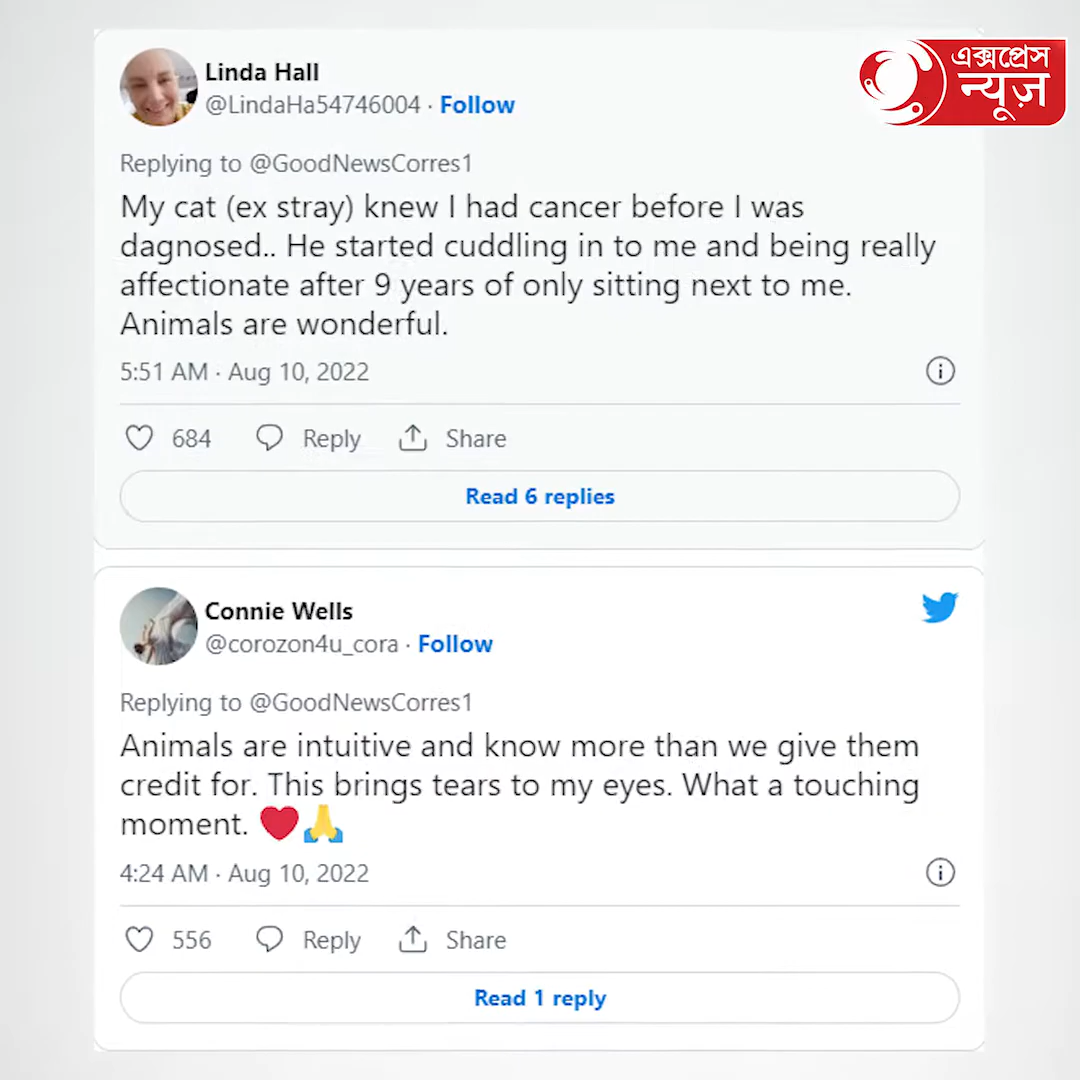 Linda Hall
एक्सप्रेस
न्यूज़
@LindaHa54746004 · Follow
Replying to @GoodNewsCorres1
My cat (ex stray) knew I had cancer before I was
dagnosed.. He started cuddling in to me and being really
affectionate after 9 years of only sitting next to me.
Animals are wonderful.
5:51 AM · Aug 10, 2022
684 Reply Share
Read 6 replies
Connie Wells
@corozon4u_cora · Follow
Replying to @GoodNewsCorres1
Animals are intuitive and know more than we give them
credit for. This brings tears to my eyes. What a touching
moment. ❤️🙏
4:24 AM · Aug 10, 2022
556 Reply Share
Read 1 reply